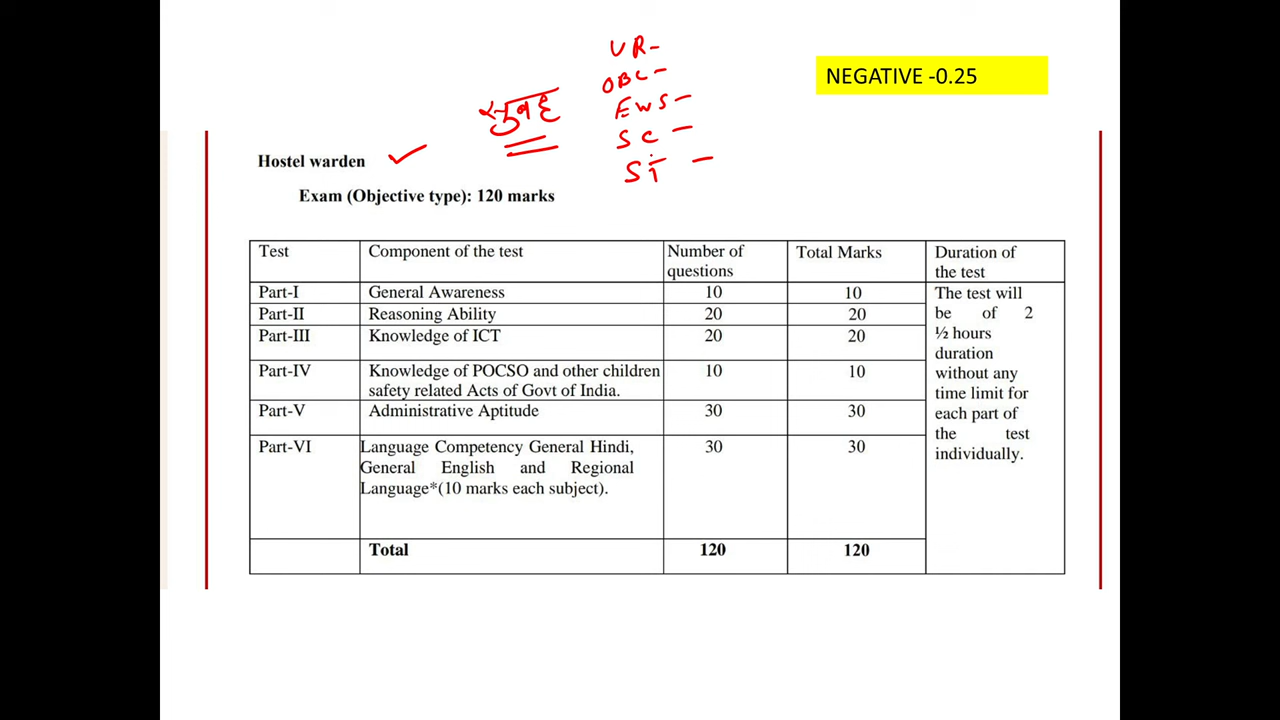 UR-
OBC-
EWS-
SC -
ST -
सुबह
NEGATIVE -0.25
Hostel warden
Exam (Objective type): 120 marks
Test Component of the test Number of questions Total Marks Duration of the test
Part-I General Awareness 10 10
Part-II Reasoning Ability 20 20
Part-III Knowledge of ICT 20 20
Part-IV Knowledge of POCSO and other children 10 10
safety related Acts of Govt of India.
Part-V Administrative Aptitude 30 30
Part-VI Language Competency General Hindi, 30 30
General English and Regional
Language*(10 marks each subject).
Total 120 120
The test will
be of 2
½ hours
duration
without any
time limit for
each part of
the test
individually.